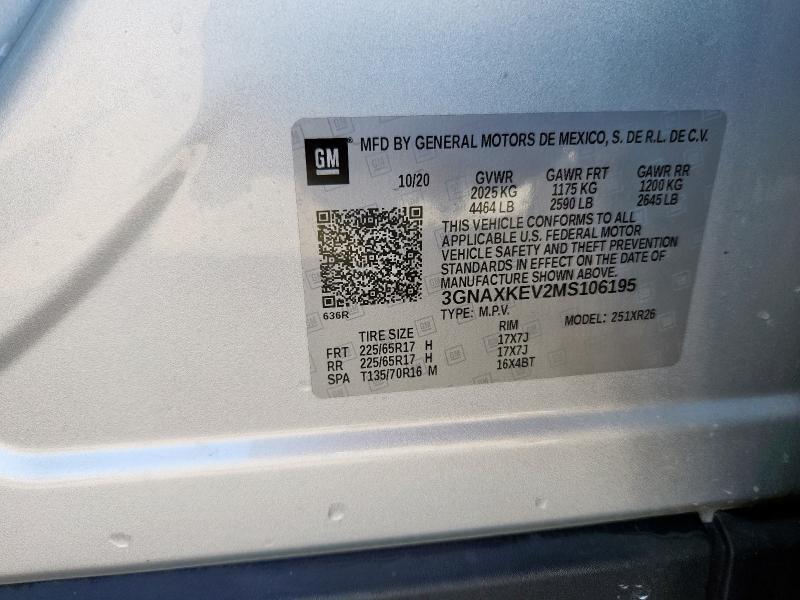 GM® MFD BY GENERAL MOTORS DE MEXICO, S. DE R.L. DE C.V.
10/20 GVWR GAWR FRT GAWR RR
2025 KG 1175 KG 1200 KG
4464 LB 2590 LB 2645 LB
THIS VEHICLE CONFORMS TO ALL
APPLICABLE U.S. FEDERAL MOTOR
VEHICLE SAFETY AND THEFT PREVENTION
STANDARDS IN EFFECT ON THE DATE OF
MANUFACTURE SHOWN ABOVE.
3GNAXKEV2MS106195
636R TYPE: M.P.V. MODEL: 251XR26
TIRE SIZE RIM
FRT 225/65R17 H 17X7J
RR 225/65R17 H 17X7J
SPA T135/70R16 M 16X4BT